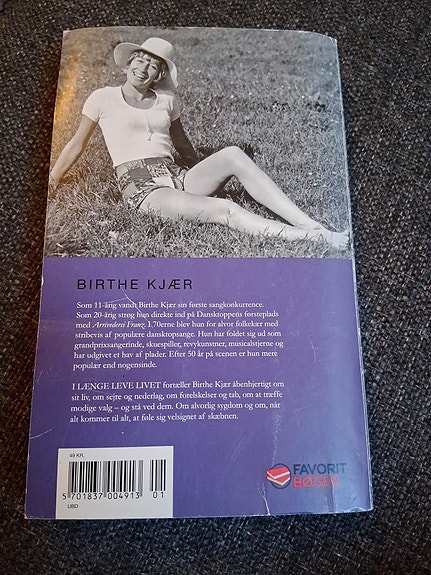 BIRTHE KJÆR
Som 11-årig vandt Birthe Kjær sin første sangkonkurrence.
Som 20-årig strøg hun direkte ind på Dansktoppens førsteplads
med Arrivederci Franz. I 70erne blev hun for alvor folkekær med
stribevis af populære dansktopsange. Hun har foldet sig ud som
grandprixsangerinde, skuespiller, revykunstner, musicalstjerne og
har udgivet et hav af plader. Efter 50 år på scenen er hun mere
populær end nogensinde.
I LÆNGE LEVE LIVET fortæller Birthe Kjær åbenhjertigt om
sit liv, om sejre og nederlag, om forelskelser og tab, om at træffe
modige valg – og stå ved dem. Om alvorlig sygdom og om, når
alt kommer til alt, at føle sig velsignet af skæbnen.
49 KR.
5 701837 004913 01
UBD
FAVORIT
BØGER